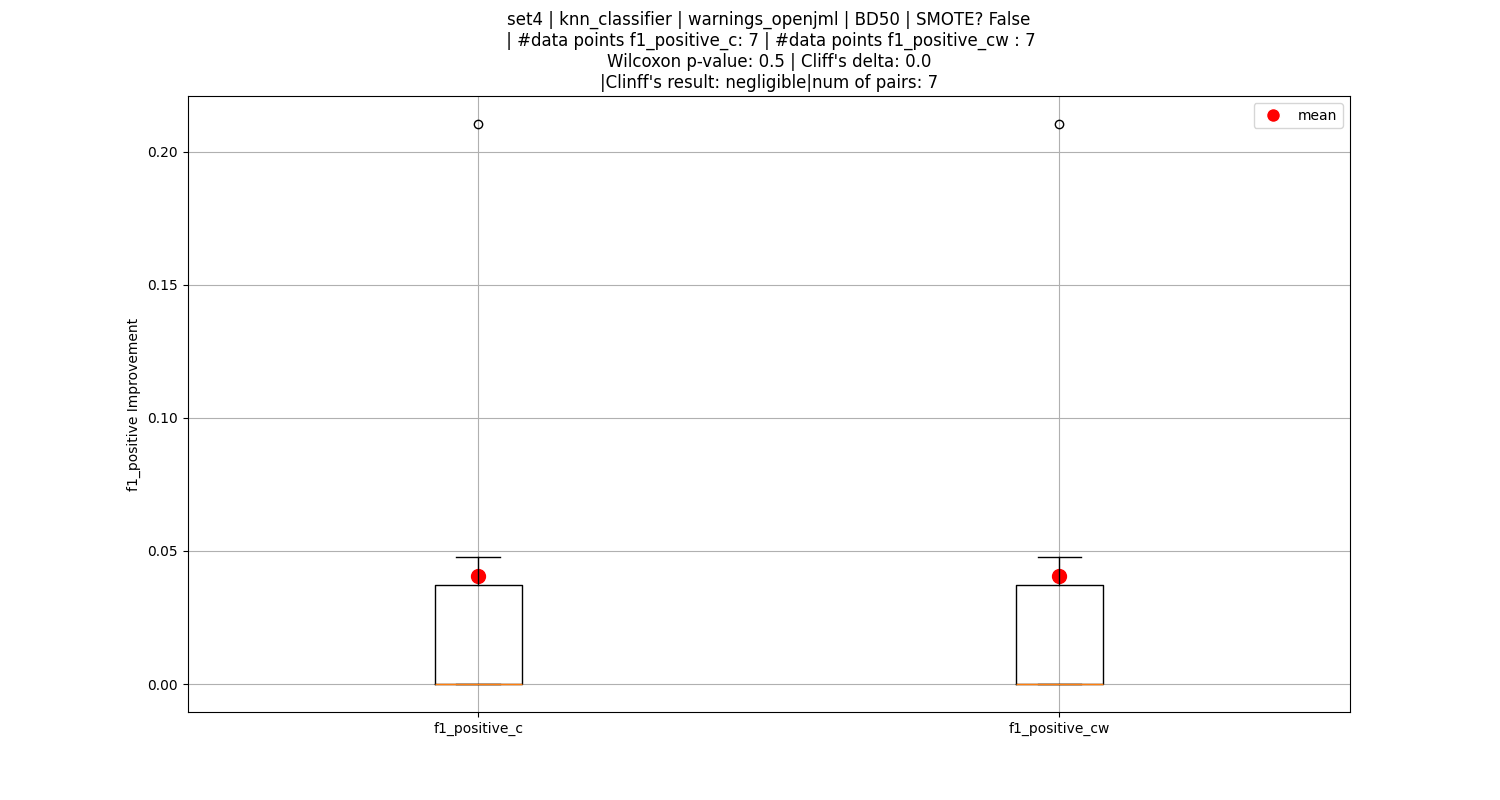 set4 | knn_classifier | warnings_openjml | BD50 | SMOTE? False
| #data points f1_positive_c: 7 | #data points f1_positive_cw : 7
Wilcoxon p-value: 0.5 | Cliff's delta: 0.0
|Clinff's result: negligible|num of pairs: 7
mean
0.20
0.15
0.10
0.05
0.00
f1_positive Improvement
f1_positive_c
f1_positive_cw